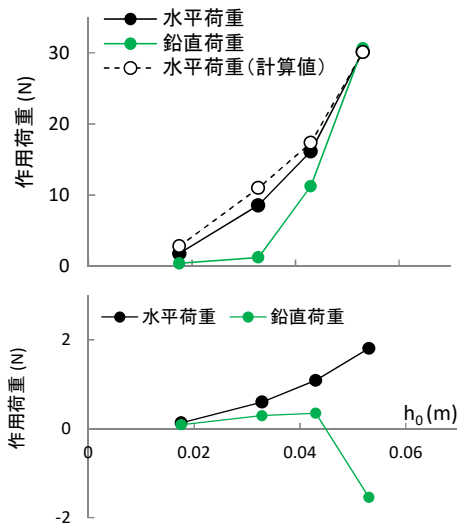 水平荷重
鉛直荷重
水平荷重(計算値)
作用荷重 (N)
30
20
10
0
水平荷重 鉛直荷重
作用荷重 (N)
2
0
-2
h0 (m)
0 0.02 0.04 0.06